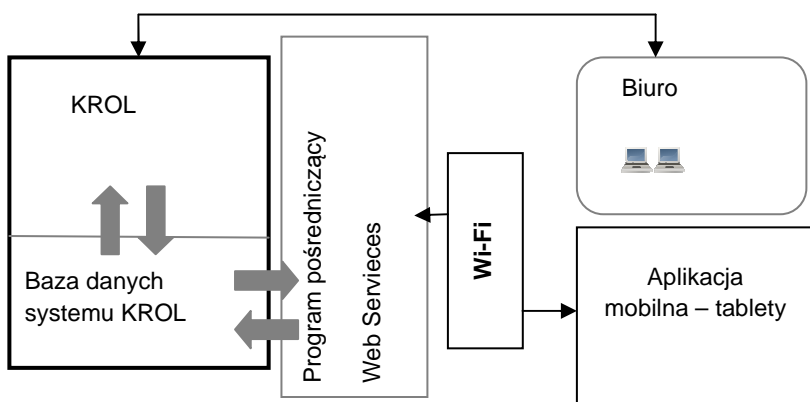 KROL
Baza danych
systemu KROL
Program pośredniczący
Web Servieces
Wi-Fi
Biuro
Aplikacja
mobilna – tablety